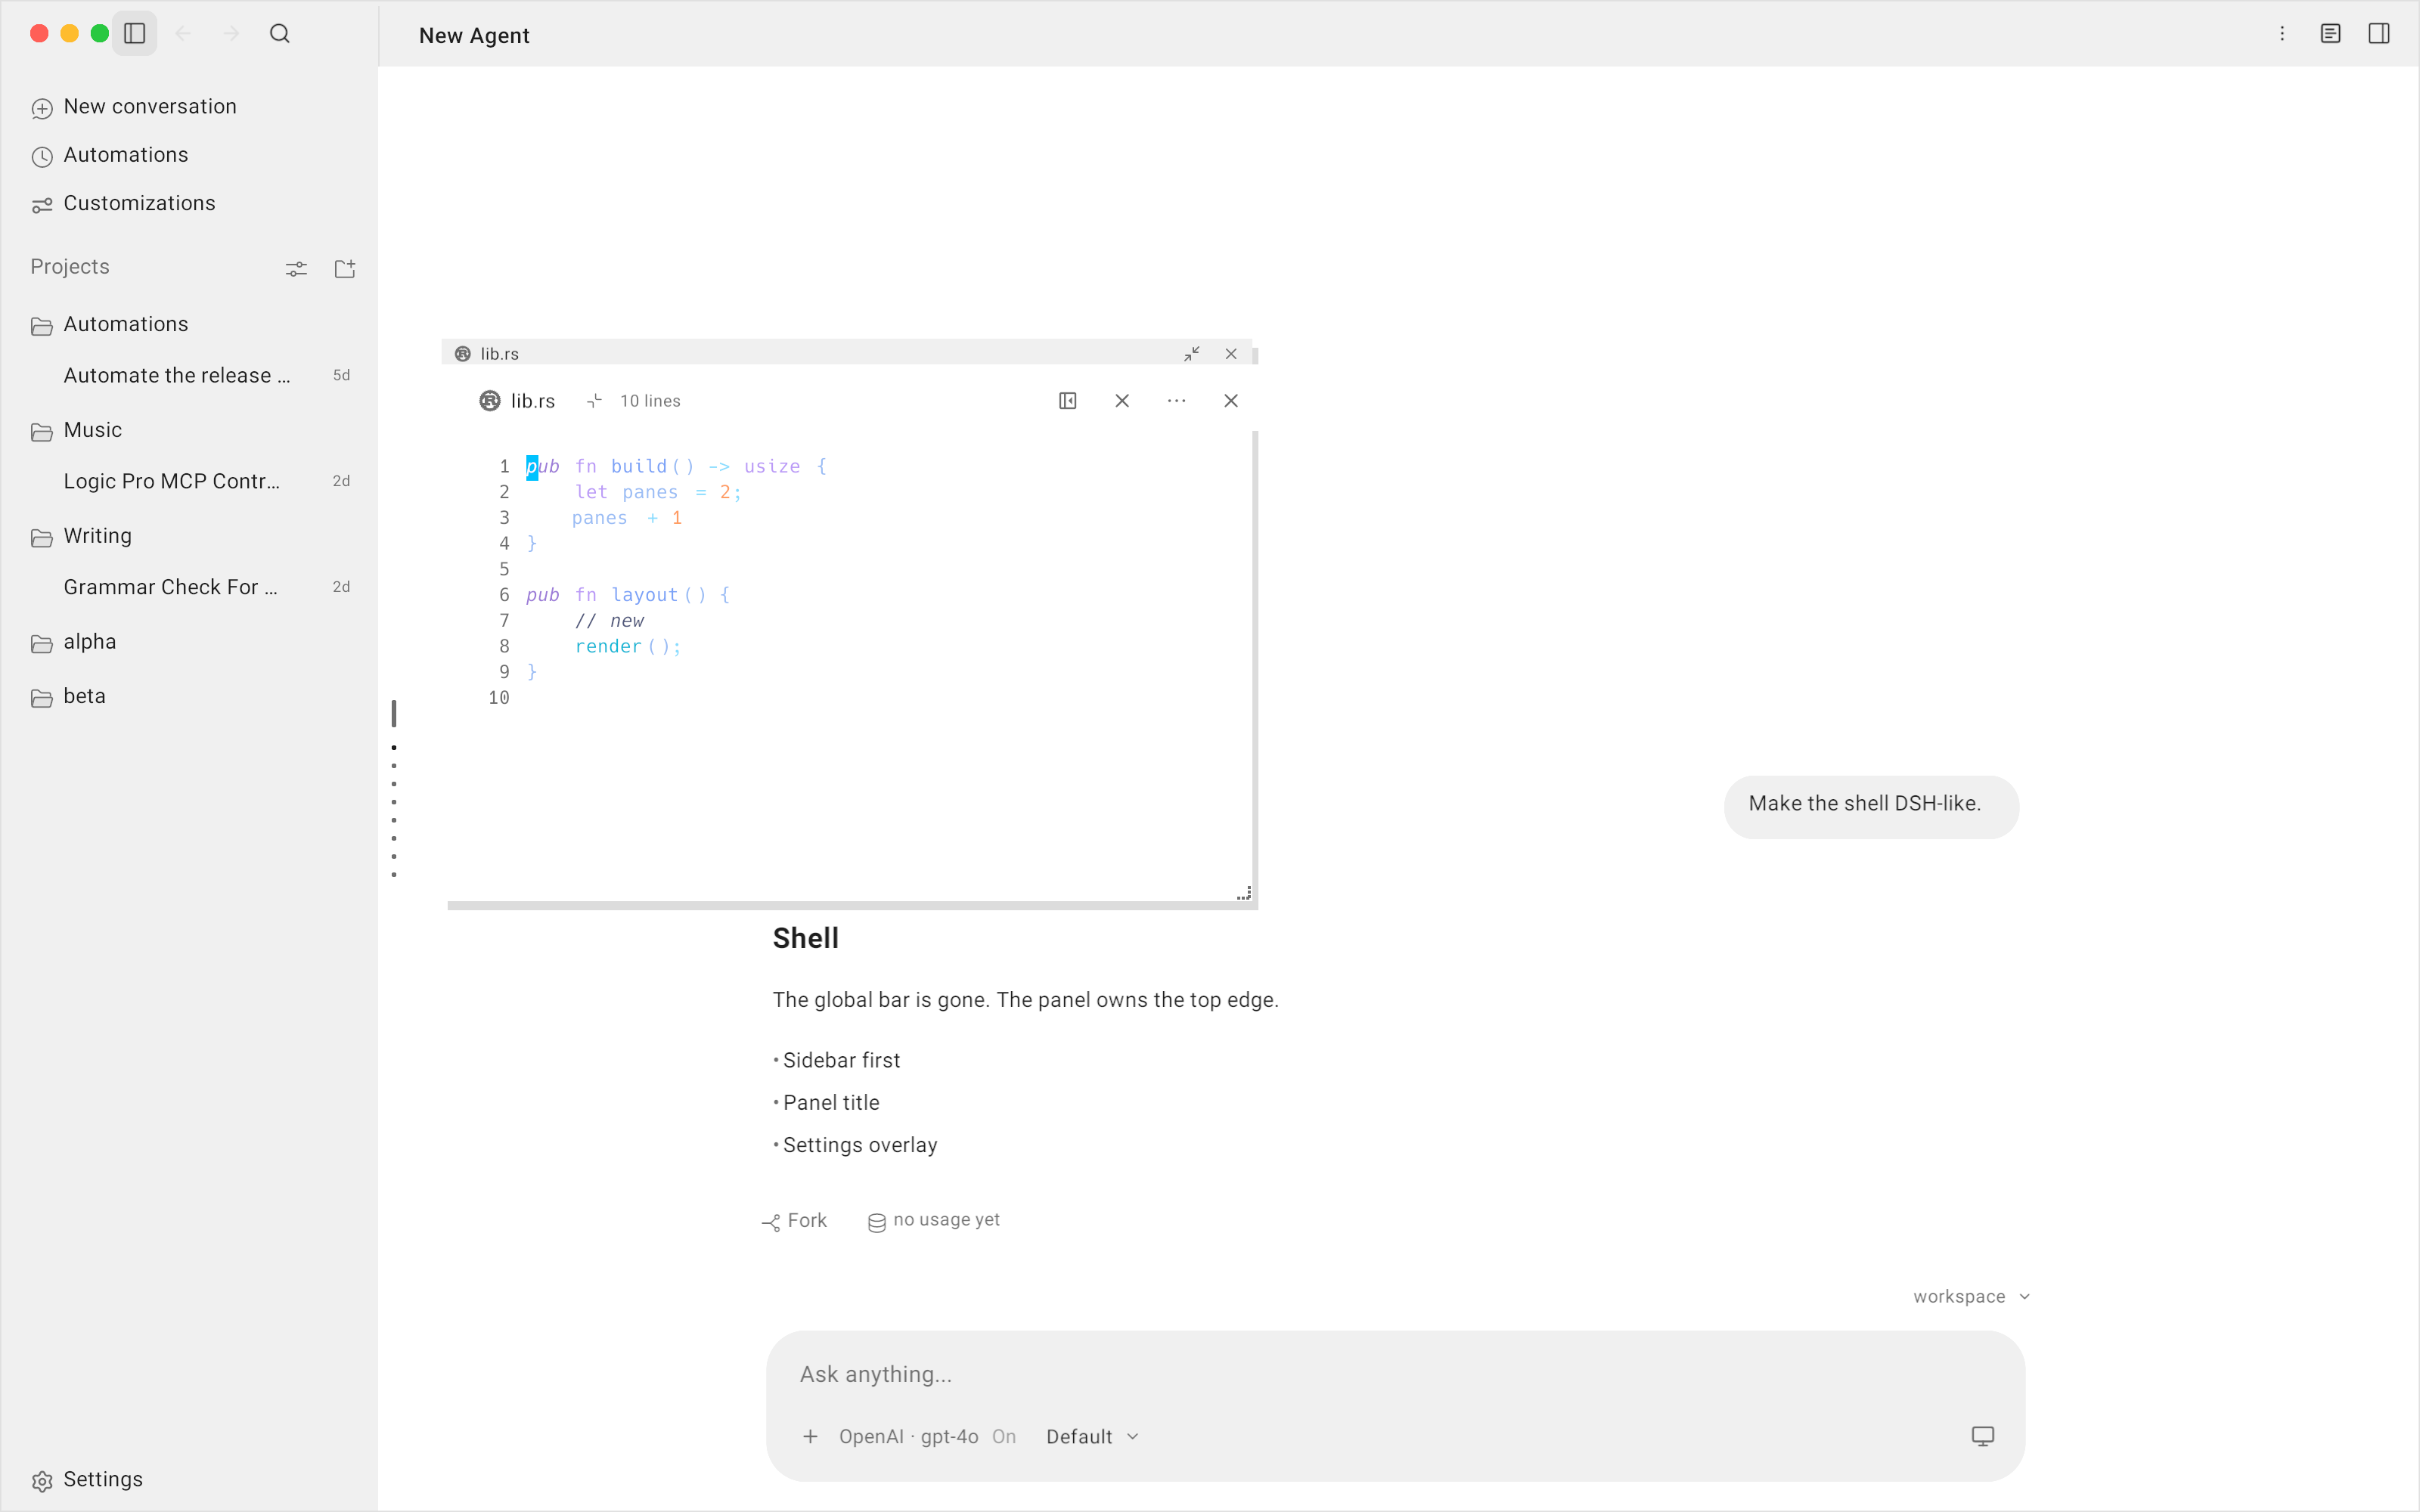 New Agent
New conversation
Automations
Customizations
Projects
Automations
Automate the release ... 5d
Music
Logic Pro MCP Contr... 2d
Writing
Grammar Check For ... 2d
alpha
beta
Settings
lib.rs
lib.rs 10 lines
1 pub fn build() -> usize {
2 let panes = 2;
3 panes + 1
4 }
5
6 pub fn layout() {
7 // new
8 render();
9 }
10
Make the shell DSH-like.
Shell
The global bar is gone. The panel owns the top edge.
• Sidebar first
• Panel title
• Settings overlay
Fork no usage yet
workspace
Ask anything...
+ OpenAI · gpt-4o On Default